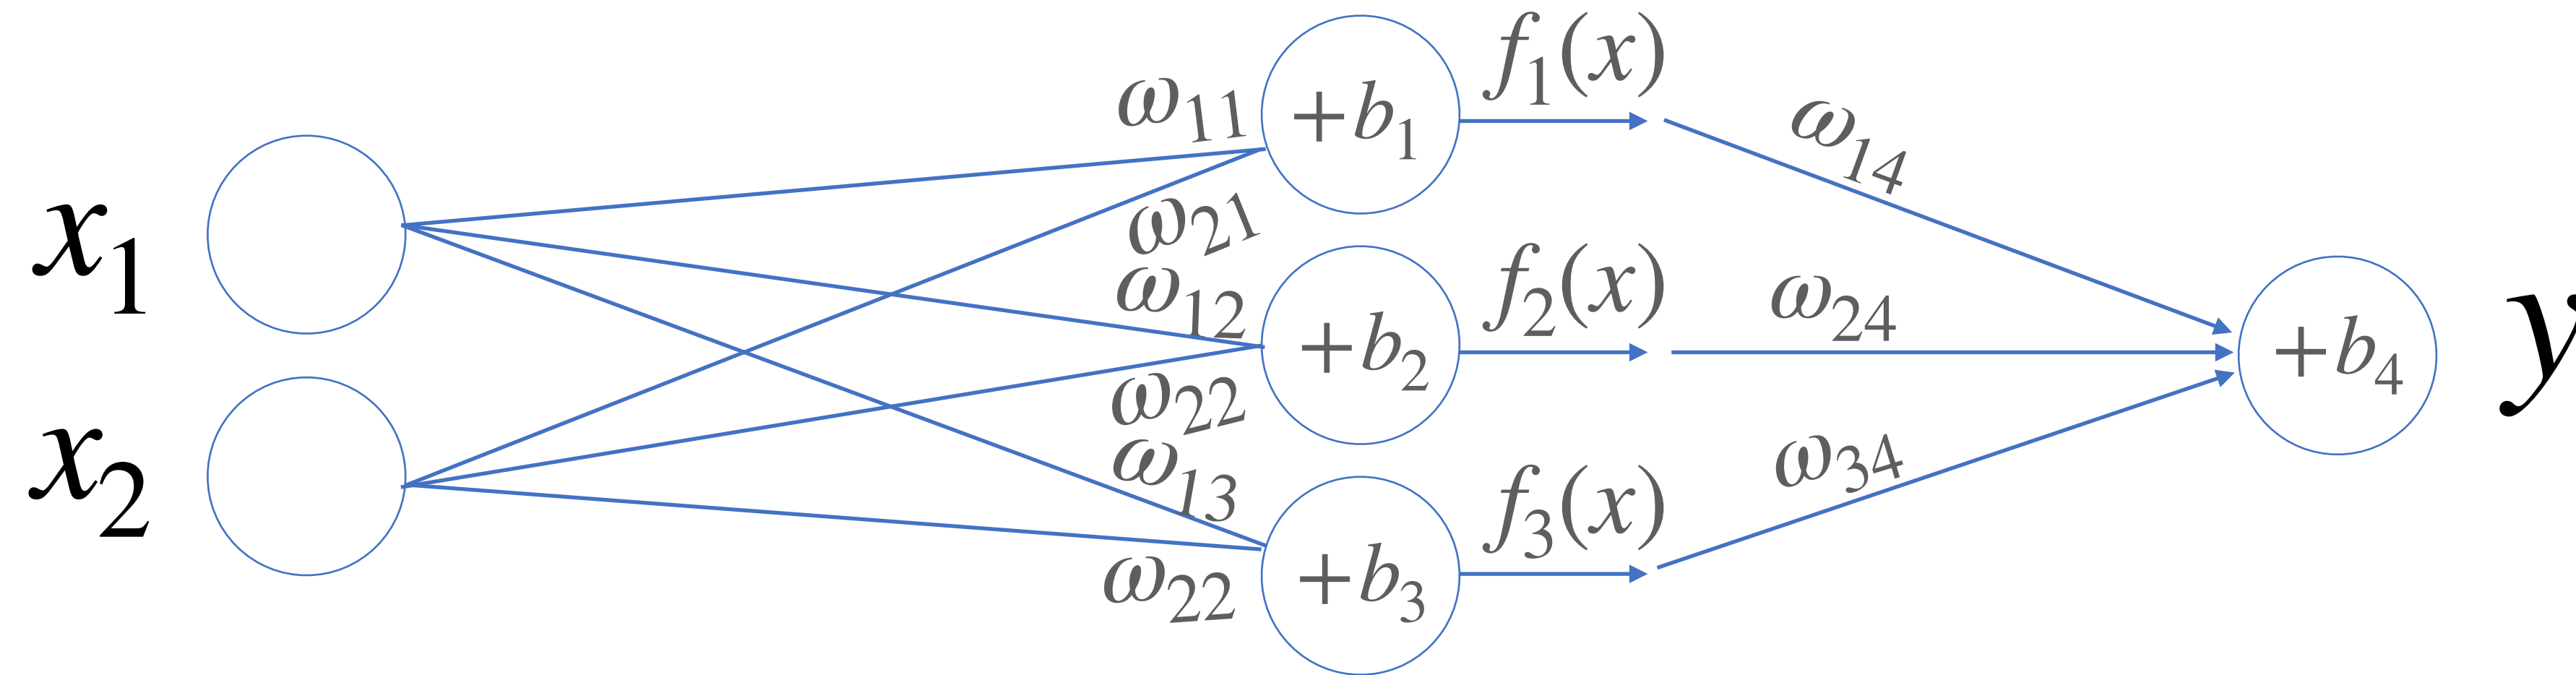 x₁
x₂
ω₁₁
ω₂₁
ω₁₂
ω₂₂
ω₁₃
ω₂₂
+b₁
+b₂
+b₃
f₁(x)
f₂(x)
f₃(x)
ω₁₄
ω₂₄
ω₃₄
+b₄
y